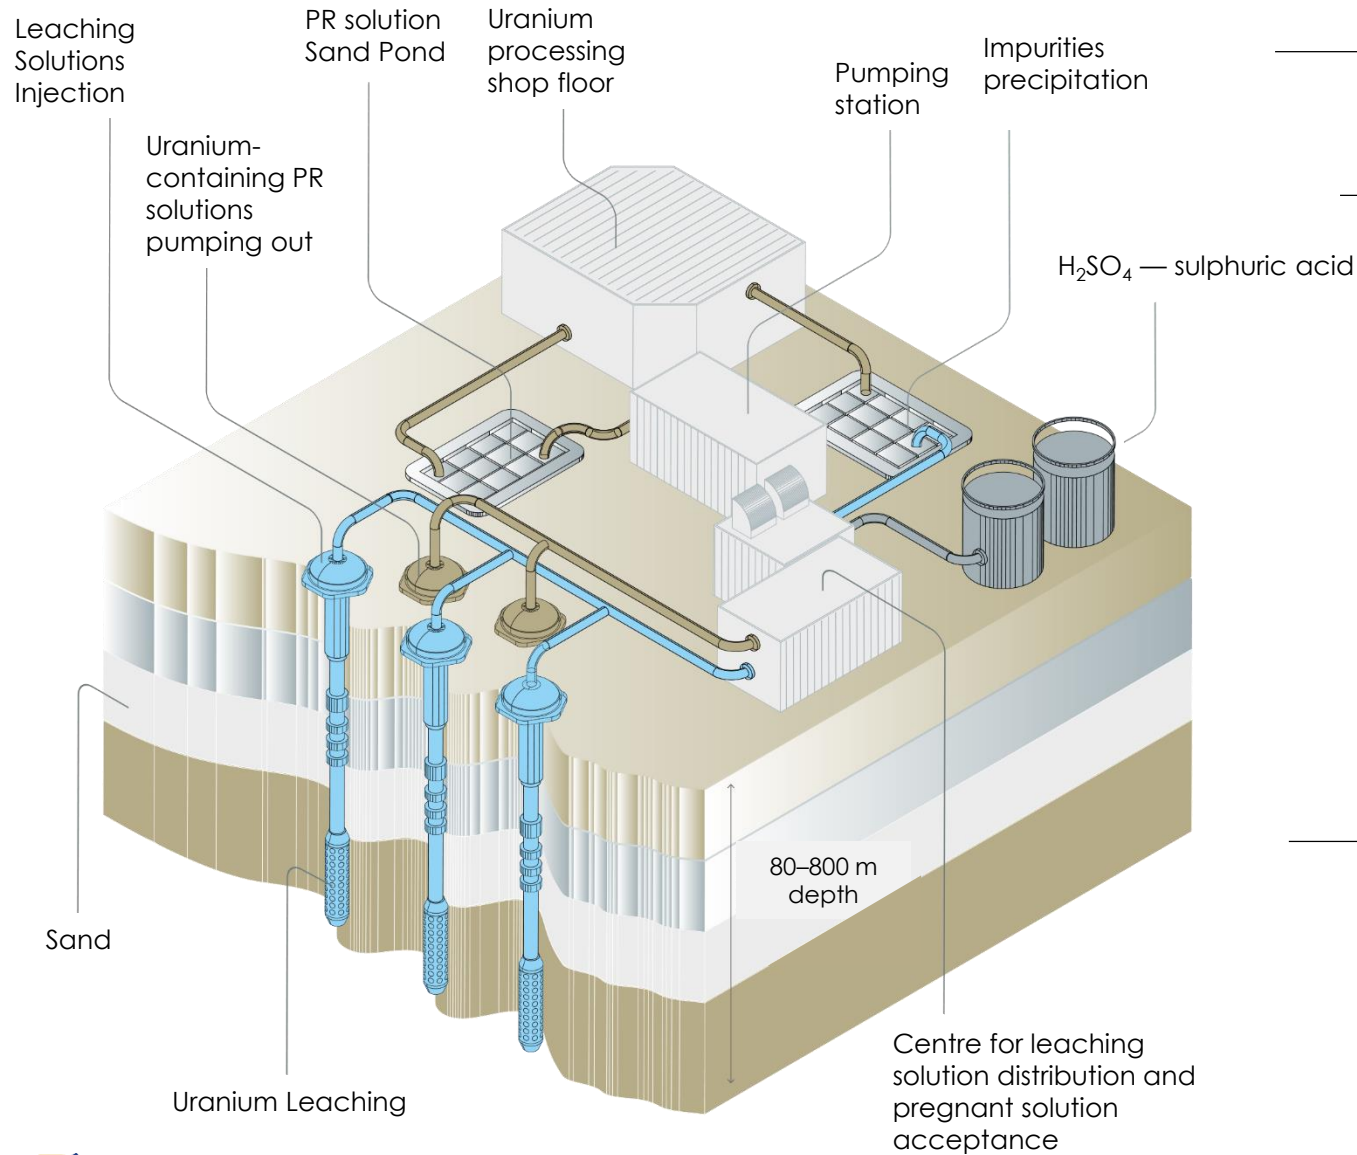 Leaching
Solutions
Injection
PR solution
Sand Pond
Uranium
processing
shop floor
Pumping
station
Impurities
precipitation
Uranium-
containing PR
solutions
pumping out
H₂SO₄ — sulphuric acid
80–800 m
depth
Sand
Uranium Leaching
Centre for leaching
solution distribution and
pregnant solution
acceptance